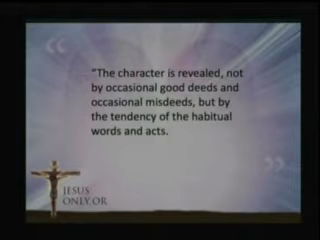 "The character is revealed, not
by occasional good deeds and
occasional misdeeds, but by
the tendency of the habitual
words and acts.
JESUS
ONLY, OR